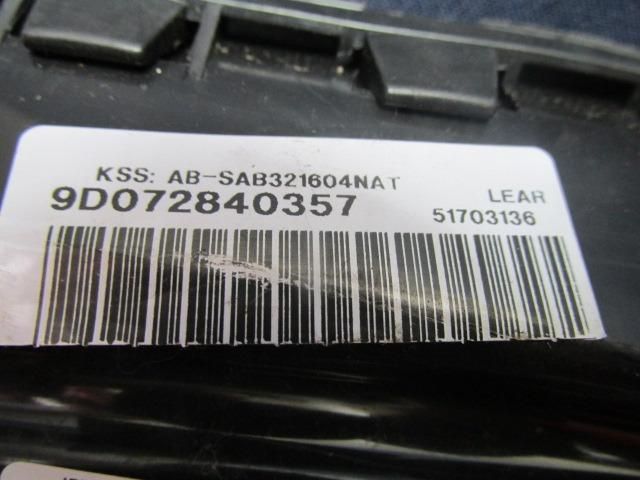 KSS: AB-SAB321604NAT
9D072840357
LEAR
51703136